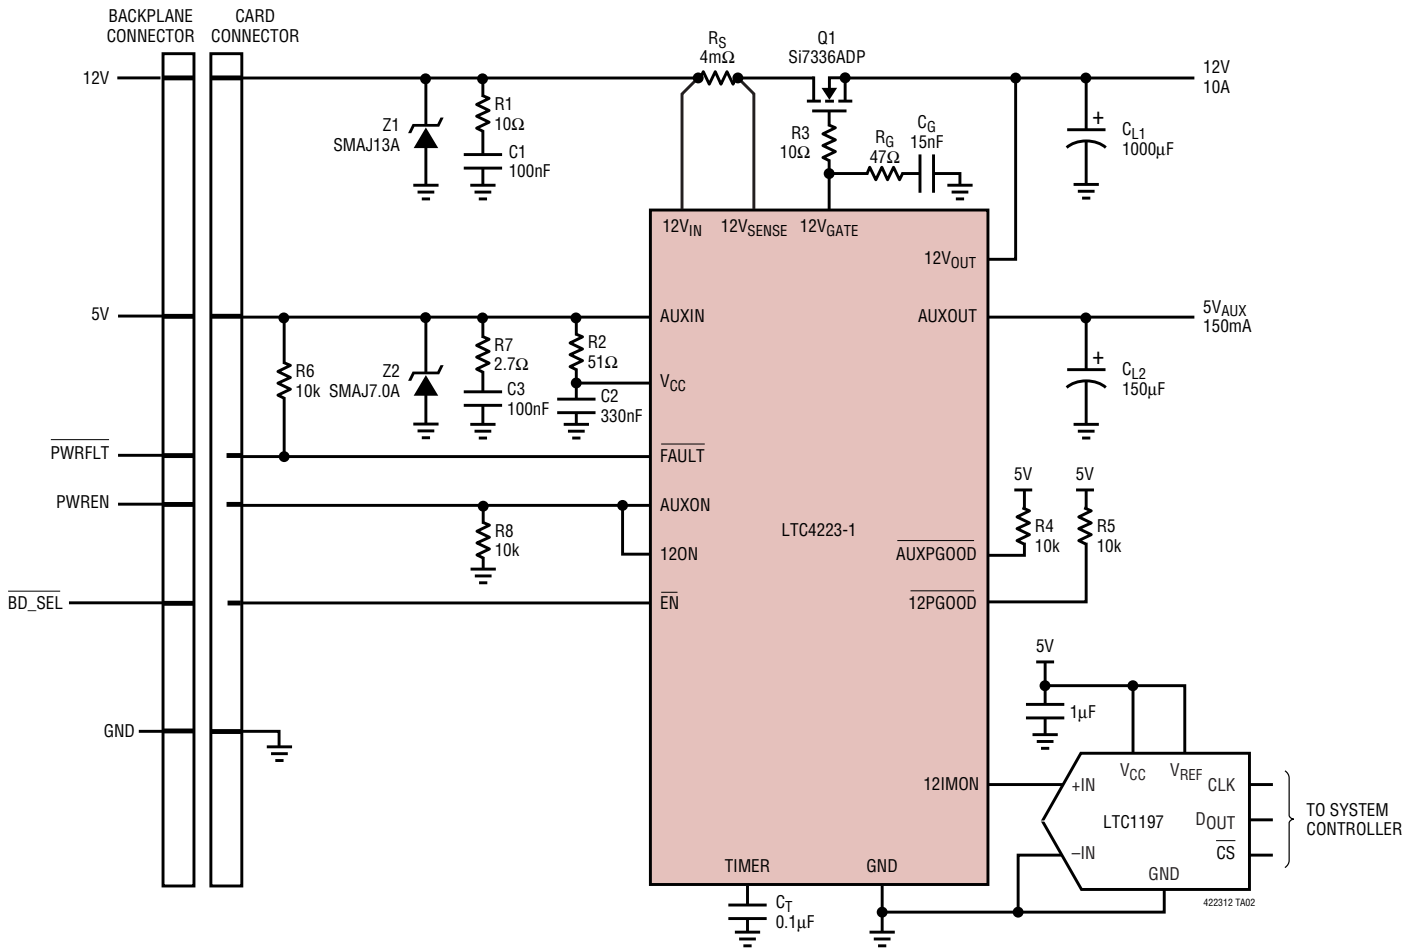 BACKPLANE
CONNECTOR
CARD
CONNECTOR
12V
RS
4mΩ
Q1
Si7336ADP
12V
10A
Z1
SMAJ13A
R1
10Ω
C1
100nF
R3
10Ω
RG
47Ω
CG
15nF
+
CL1
1000µF
12VIN
12VSENSE
12VGATE
12VOUT
5V
AUXIN
AUXOUT
5VAUX
150mA
R6
10k
Z2
SMAJ7.0A
R7
2.7Ω
C3
100nF
R2
51Ω
VCC
C2
330nF
+
CL2
150µF
PWRFLT
FAULT
PWREN
AUXON
R8
10k
12ON
LTC4223-1
5V
R4
10k
5V
R5
10k
AUXPGOOD
BD_SEL
EN
12PGOOD
GND
5V
1µF
12IMON
+IN
VCC
VREF
CLK
LTC1197
DOUT
–IN
CS
GND
TO SYSTEM
CONTROLLER
TIMER
GND
CT
0.1µF
422312 TA02